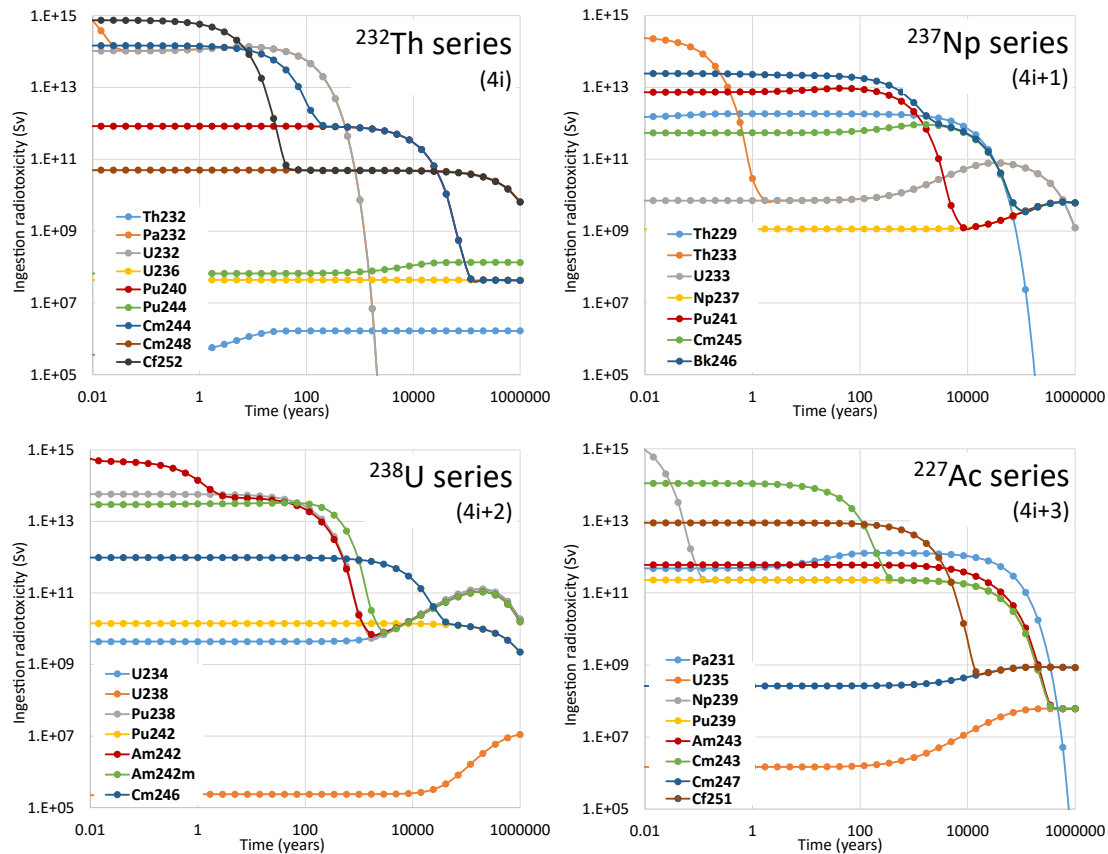 ²³²Th series
(4i)
Ingestion radiotoxicity (Sv)
1.E+15
1.E+13
1.E+11
1.E+09
1.E+07
1.E+05
Th232
Pa232
U232
U236
Pu240
Pu244
Cm244
Cm248
Cf252
0.01
1
100
10000
1000000
Time (years)
²³⁷Np series
(4i+1)
Ingestion radiotoxicity (Sv)
1.E+15
1.E+13
1.E+11
1.E+09
1.E+07
1.E+05
Th229
Th233
U233
Np237
Pu241
Cm245
Bk246
0.01
1
100
10000
1000000
Time (years)
²³⁸U series
(4i+2)
Ingestion radiotoxicity (Sv)
1.E+15
1.E+13
1.E+11
1.E+09
1.E+07
1.E+05
U234
U238
Pu238
Pu242
Am242
Am242m
Cm246
0.01
1
100
10000
1000000
Time (years)
²²⁷Ac series
(4i+3)
Ingestion radiotoxicity (Sv)
1.E+15
1.E+13
1.E+11
1.E+09
1.E+07
1.E+05
Pa231
U235
Np239
Pu239
Am243
Cm243
Cm247
Cf251
0.01
1
100
10000
1000000
Time (years)